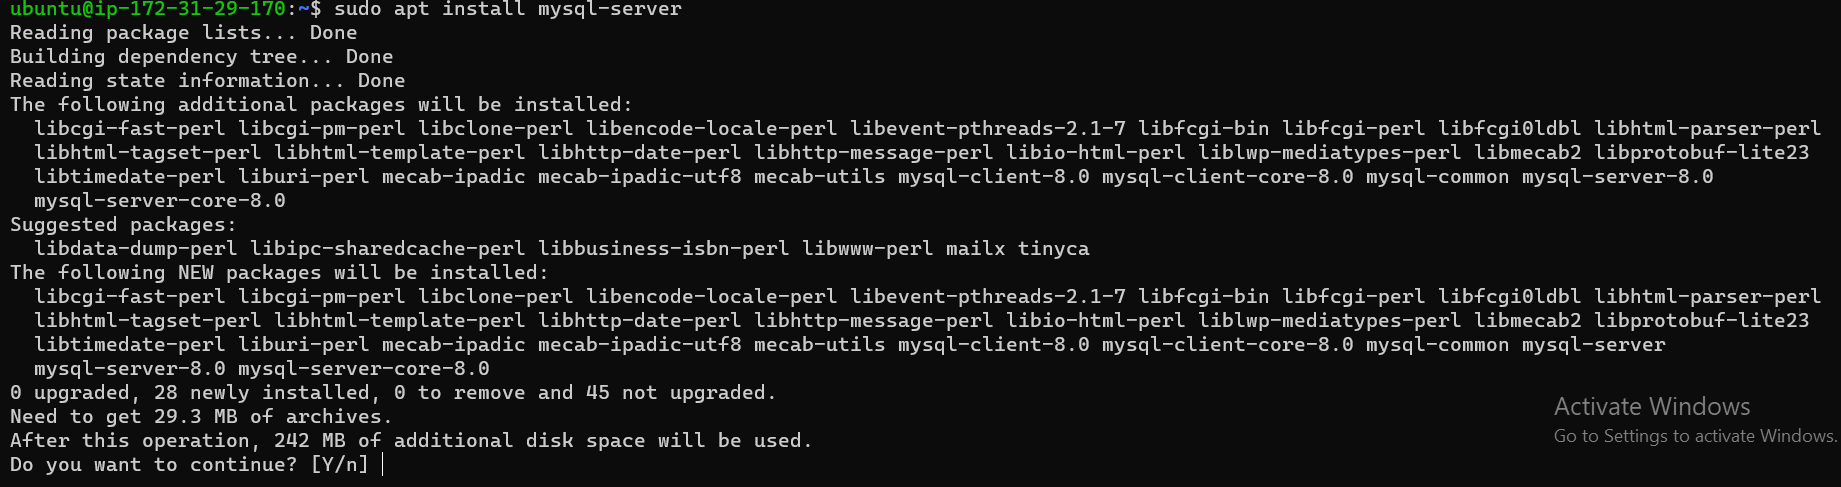 ubuntu@ip-172-31-29-170:~$ sudo apt install mysql-server
Reading package lists... Done
Building dependency tree... Done
Reading state information... Done
The following additional packages will be installed:
  libcgi-fast-perl libcgi-pm-perl libclone-perl libencode-locale-perl libevent-pthreads-2.1-7 libfcgi-bin libfcgi-perl libfcgi0ldbl libhtml-parser-perl
  libhtml-tagset-perl libhtml-template-perl libhttp-date-perl libhttp-message-perl libio-html-perl liblwp-mediatypes-perl libmecab2 libprotobuf-lite23
  libtimedate-perl liburi-perl mecab-ipadic mecab-ipadic-utf8 mecab-utils mysql-client-8.0 mysql-client-core-8.0 mysql-common mysql-server-8.0
  mysql-server-core-8.0
Suggested packages:
  libdata-dump-perl libipc-sharedcache-perl libbusiness-isbn-perl libwww-perl mailx tinyca
The following NEW packages will be installed:
  libcgi-fast-perl libcgi-pm-perl libclone-perl libencode-locale-perl libevent-pthreads-2.1-7 libfcgi-bin libfcgi-perl libfcgi0ldbl libhtml-parser-perl
  libhtml-tagset-perl libhtml-template-perl libhttp-date-perl libhttp-message-perl libio-html-perl liblwp-mediatypes-perl libmecab2 libprotobuf-lite23
  libtimedate-perl liburi-perl mecab-ipadic mecab-ipadic-utf8 mecab-utils mysql-client-8.0 mysql-client-core-8.0 mysql-common mysql-server
  mysql-server-8.0 mysql-server-core-8.0
0 upgraded, 28 newly installed, 0 to remove and 45 not upgraded.
Need to get 29.3 MB of archives.
After this operation, 242 MB of additional disk space will be used.
Do you want to continue? [Y/n]
Activate Windows
Go to Settings to activate Windows.